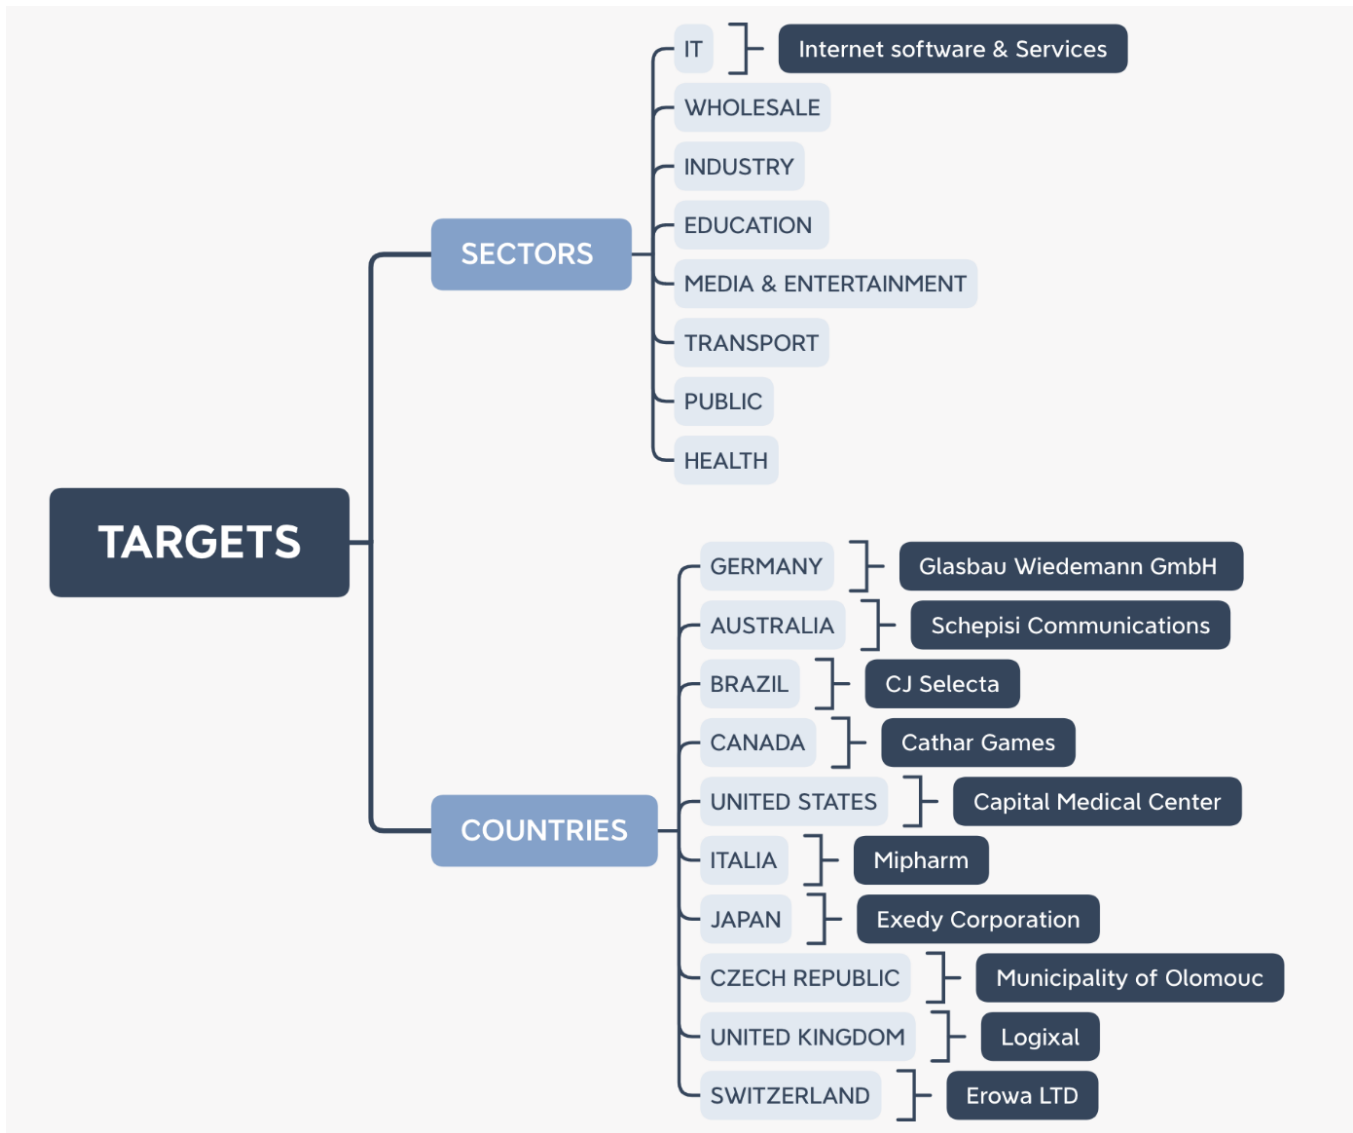 IT
Internet software & Services
WHOLESALE
INDUSTRY
EDUCATION
SECTORS
MEDIA & ENTERTAINMENT
TRANSPORT
PUBLIC
HEALTH
TARGETS
GERMANY
Glasbau Wiedemann GmbH
AUSTRALIA
Schepisi Communications
BRAZIL
CJ Selecta
CANADA
Cathar Games
UNITED STATES
Capital Medical Center
COUNTRIES
ITALIA
Mipharm
JAPAN
Exedy Corporation
CZECH REPUBLIC
Municipality of Olomouc
UNITED KINGDOM
Logixal
SWITZERLAND
Erowa LTD